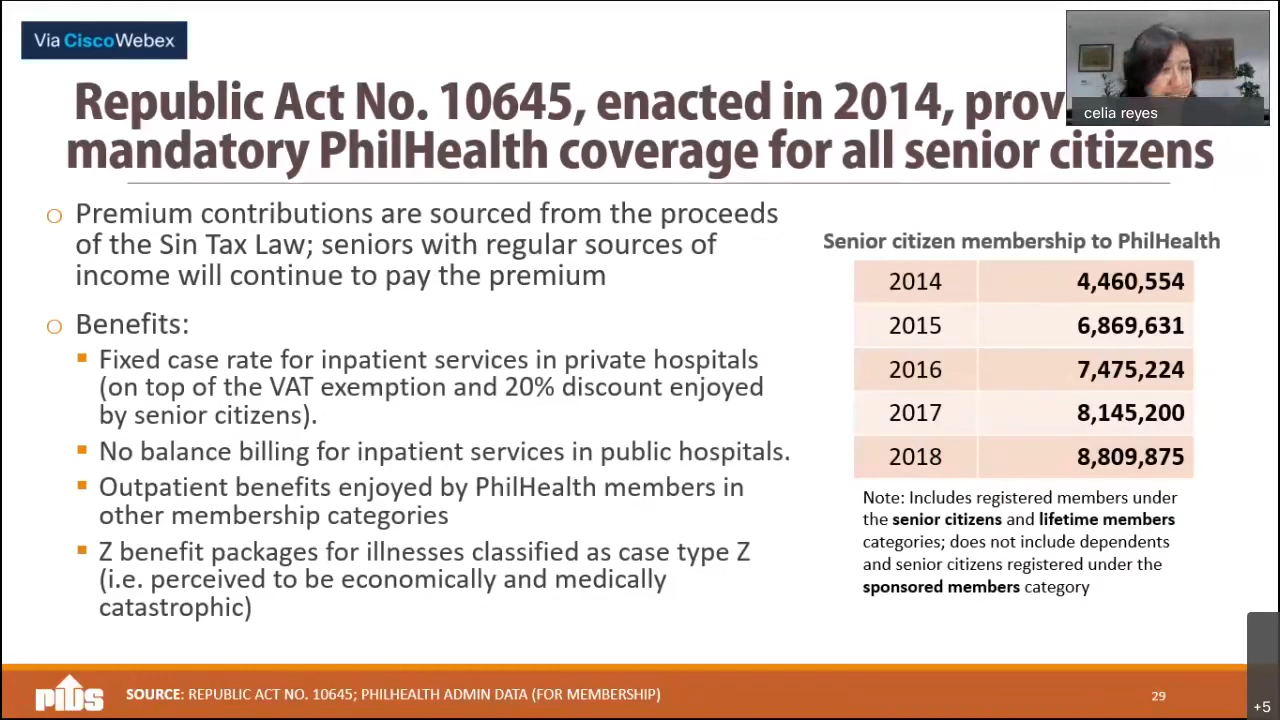 Via CiscoWebex
celia reyes
Republic Act No. 10645, enacted in 2014, prov
mandatory PhilHealth coverage for all senior citizens
o Premium contributions are sourced from the proceeds
of the Sin Tax Law; seniors with regular sources of
income will continue to pay the premium
o Benefits:
▪ Fixed case rate for inpatient services in private hospitals
(on top of the VAT exemption and 20% discount enjoyed
by senior citizens).
▪ No balance billing for inpatient services in public hospitals.
▪ Outpatient benefits enjoyed by PhilHealth members in
other membership categories
▪ Z benefit packages for illnesses classified as case type Z
(i.e. perceived to be economically and medically
catastrophic)
Senior citizen membership to PhilHealth
2014 4,460,554
2015 6,869,631
2016 7,475,224
2017 8,145,200
2018 8,809,875
Note: Includes registered members under
the senior citizens and lifetime members
categories; does not include dependents
and senior citizens registered under the
sponsored members category
pids
SOURCE: REPUBLIC ACT NO. 10645; PHILHEALTH ADMIN DATA (FOR MEMBERSHIP)
29
+5